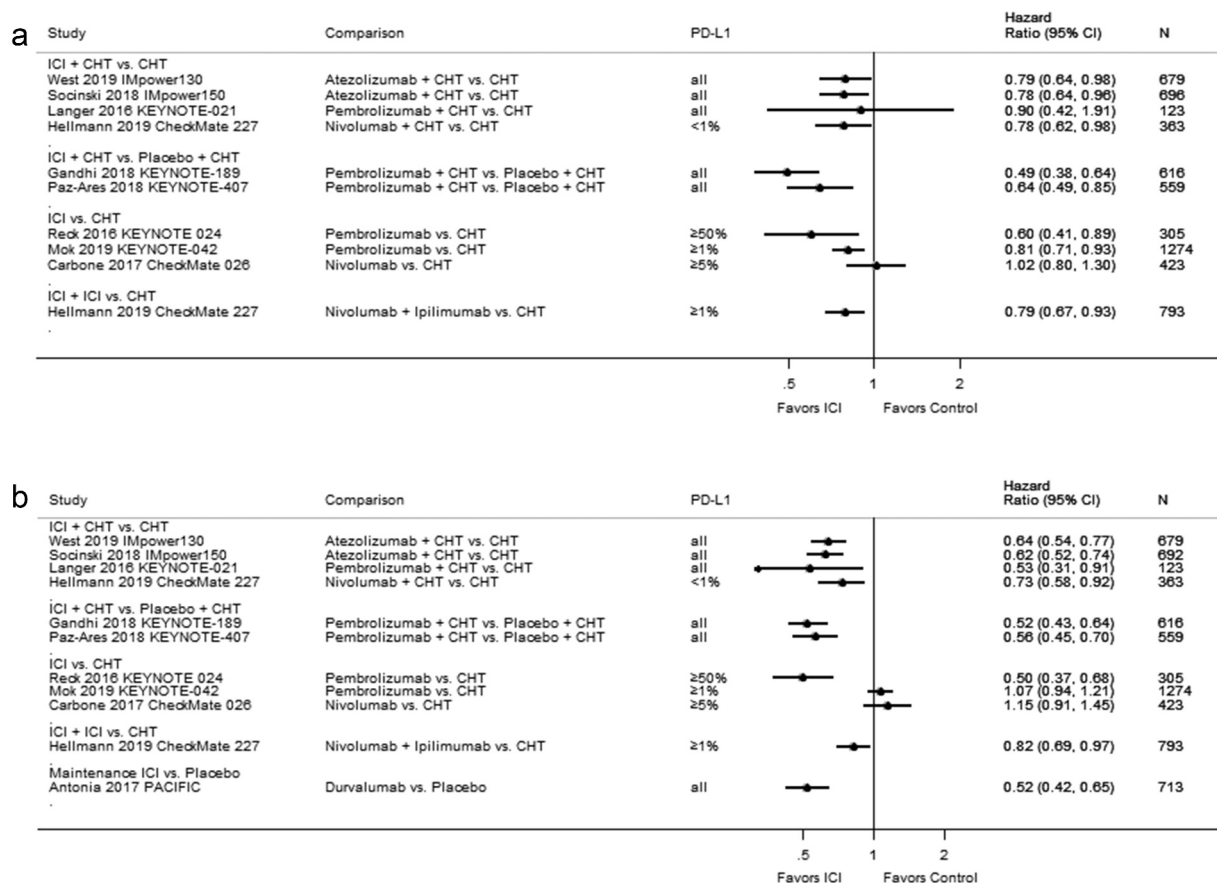 a
Study Comparison PD-L1 Hazard Ratio (95% CI) N
ICI + CHT vs. CHT
West 2019 IMpower130 Atezolizumab + CHT vs. CHT all 0.79 (0.64, 0.98) 679
Socinski 2018 IMpower150 Atezolizumab + CHT vs. CHT all 0.78 (0.64, 0.96) 696
Langer 2016 KEYNOTE-021 Pembrolizumab + CHT vs. CHT all 0.90 (0.42, 1.91) 123
Hellmann 2019 CheckMate 227 Nivolumab + CHT vs. CHT <1% 0.78 (0.62, 0.98) 363
.
ICI + CHT vs. Placebo + CHT
Gandhi 2018 KEYNOTE-189 Pembrolizumab + CHT vs. Placebo + CHT all 0.49 (0.38, 0.64) 616
Paz-Ares 2018 KEYNOTE-407 Pembrolizumab + CHT vs. Placebo + CHT all 0.64 (0.49, 0.85) 559
.
ICI vs. CHT
Reck 2016 KEYNOTE 024 Pembrolizumab vs. CHT ≥50% 0.60 (0.41, 0.89) 305
Mok 2019 KEYNOTE-042 Pembrolizumab vs. CHT ≥1% 0.81 (0.71, 0.93) 1274
Carbone 2017 CheckMate 026 Nivolumab vs. CHT ≥5% 1.02 (0.80, 1.30) 423
.
ICI + ICI vs. CHT
Hellmann 2019 CheckMate 227 Nivolumab + Ipilimumab vs. CHT ≥1% 0.79 (0.67, 0.93) 793
.
.5 1 2
Favors ICI Favors Control
b
Study Comparison PD-L1 Hazard Ratio (95% CI) N
ICI + CHT vs. CHT
West 2019 IMpower130 Atezolizumab + CHT vs. CHT all 0.64 (0.54, 0.77) 679
Socinski 2018 IMpower150 Atezolizumab + CHT vs. CHT all 0.62 (0.52, 0.74) 692
Langer 2016 KEYNOTE-021 Pembrolizumab + CHT vs. CHT all 0.53 (0.31, 0.91) 123
Hellmann 2019 CheckMate 227 Nivolumab + CHT vs. CHT <1% 0.73 (0.58, 0.92) 363
.
ICI + CHT vs. Placebo + CHT
Gandhi 2018 KEYNOTE-189 Pembrolizumab + CHT vs. Placebo + CHT all 0.52 (0.43, 0.64) 616
Paz-Ares 2018 KEYNOTE-407 Pembrolizumab + CHT vs. Placebo + CHT all 0.56 (0.45, 0.70) 559
.
ICI vs. CHT
Reck 2016 KEYNOTE 024 Pembrolizumab vs. CHT ≥50% 0.50 (0.37, 0.68) 305
Mok 2019 KEYNOTE-042 Pembrolizumab vs. CHT ≥1% 1.07 (0.94, 1.21) 1274
Carbone 2017 CheckMate 026 Nivolumab vs. CHT ≥5% 1.15 (0.91, 1.45) 423
.
ICI + ICI vs. CHT
Hellmann 2019 CheckMate 227 Nivolumab + Ipilimumab vs. CHT ≥1% 0.82 (0.69, 0.97) 793
.
Maintenance ICI vs. Placebo
Antonia 2017 PACIFIC Durvalumab vs. Placebo all 0.52 (0.42, 0.65) 713
.
.5 1 2
Favors ICI Favors Control